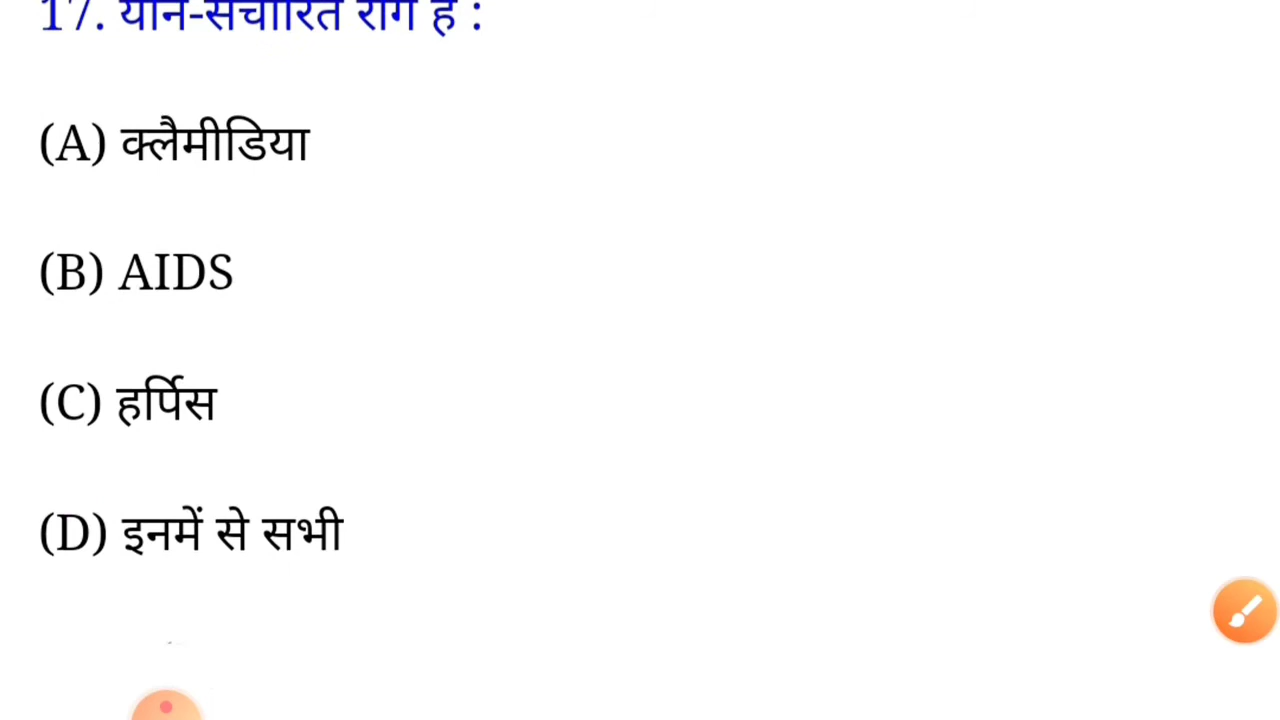 17. यौन-संचारित रोग है :
(A) क्लैमीडिया
(B) AIDS
(C) हर्पिस
(D) इनमें से सभी